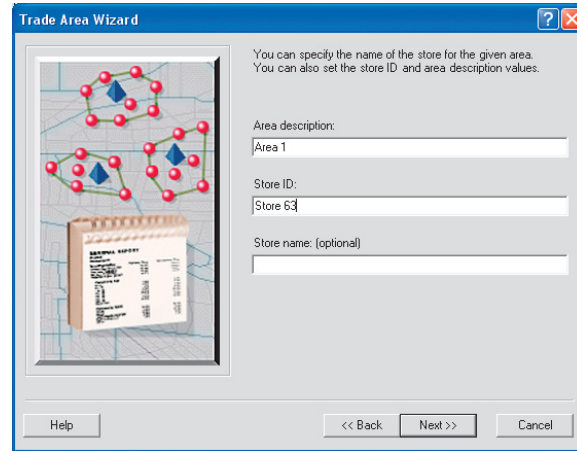 Trade Area Wizard
You can specify the name of the store for the given area.
You can also set the store ID and area description values.
Area description:
Area 1
Store ID:
Store 63
Store name: (optional)
Help
<< Back
Next >>
Cancel